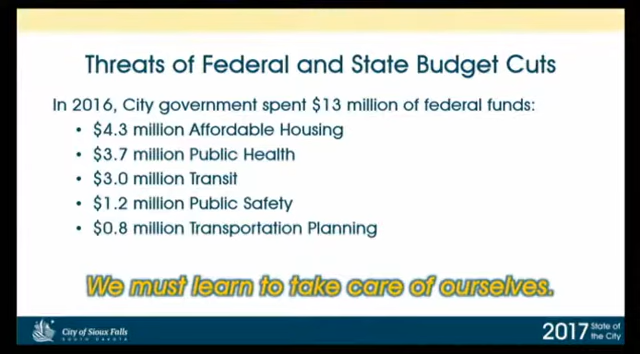 Threats of Federal and State Budget Cuts
In 2016, City government spent $13 million of federal funds:
• $4.3 million Affordable Housing
• $3.7 million Public Health
• $3.0 million Transit
• $1.2 million Public Safety
• $0.8 million Transportation Planning
We must learn to take care of ourselves.
City of Sioux Falls
SOUTH DAKOTA
2017 State of
the City